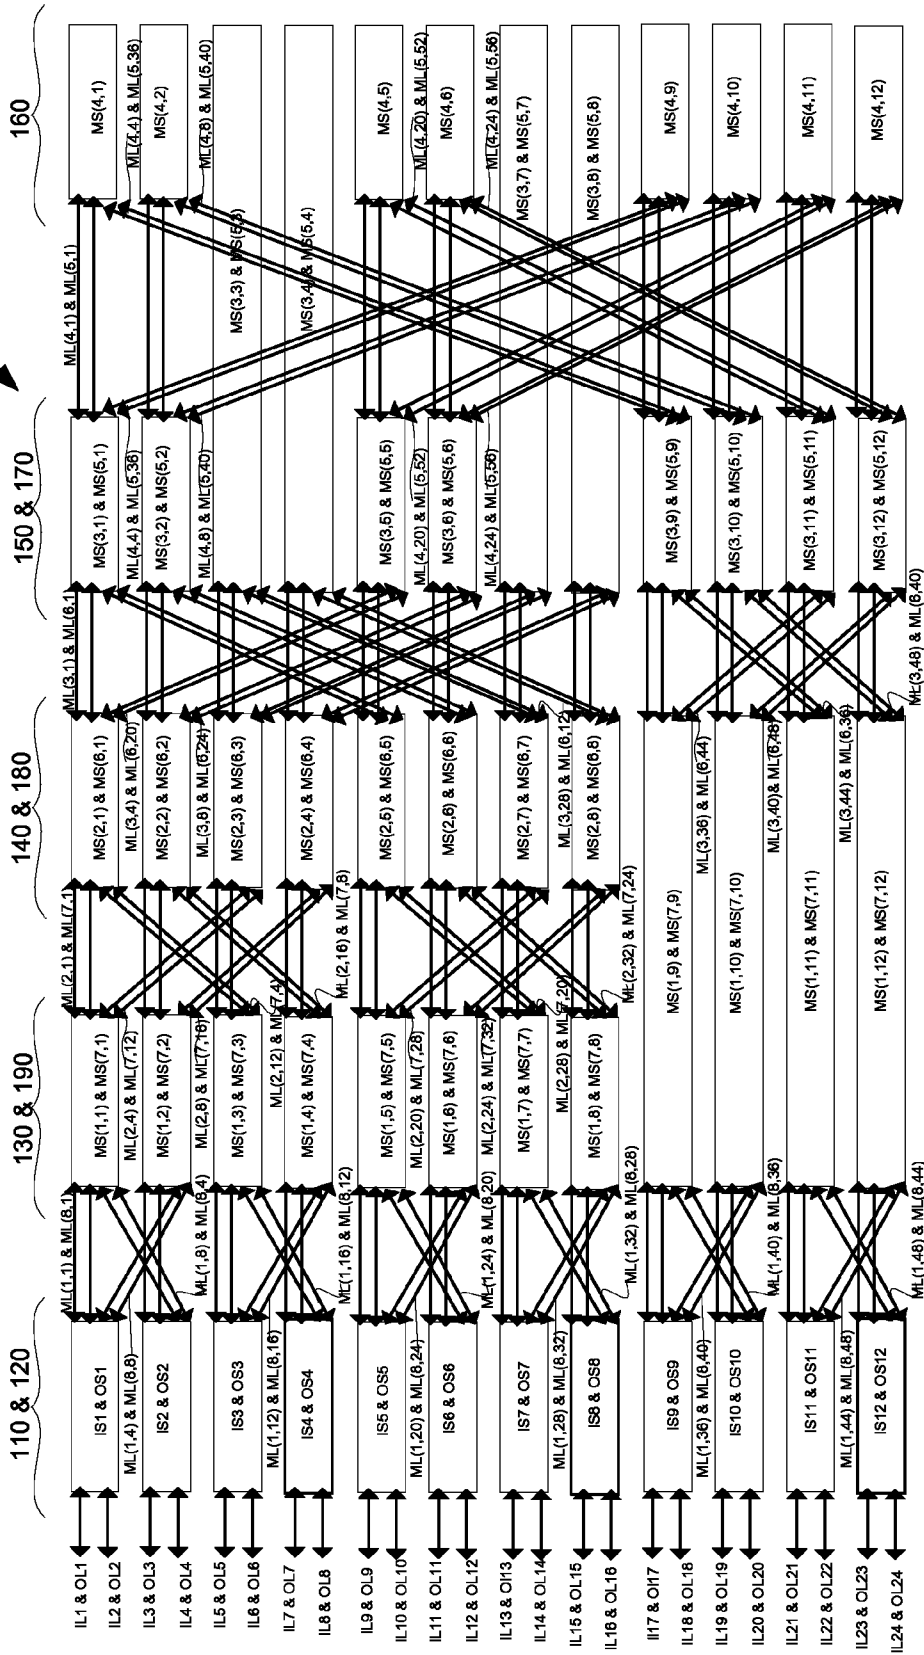 110 & 120
130 & 190
140 & 180
150 & 170
160
IL1 & OL1
IL2 & OL2
IL3 & OL3
IL4 & OL4
IL5 & OL5
IL6 & OL6
IL7 & OL7
IL8 & OL8
IL9 & OL9
IL10 & OL10
IL11 & OL11
IL12 & OL12
IL13 & Ol13
IL14 & OL14
IL15 & OL15
IL16 & OL16
Il17 & Ol17
IL18 & OL18
IL19 & OL19
IL20 & OL20
IL21 & OL21
IL22 & OL22
IL23 & OL23
IL24 & OL24
IS1 & OS1
ML(1,4) & ML(8,8)
IS2 & OS2
IS3 & OS3
ML(1,12) & ML(8,16)
IS4 & OS4
IS5 & OS5
ML(1,20) & ML(8,24)
IS6 & OS6
IS7 & OS7
ML(1,28) & ML(8,32)
IS8 & OS8
IS9 & OS9
ML(1,36) & ML(8,40)
IS10 & OS10
IS11 & OS11
ML(1,44) & ML(8,48)
IS12 & OS12
ML(1,1) & ML(8,1)
ML(1,8) & ML(8,4)
ML(1,16) & ML(8,12)
ML(1,24) & ML(8,20)
ML(1,32) & ML(8,28)
ML(1,40) & ML(8,36)
ML(1,48) & ML(8,44)
MS(1,1) & MS(7,1)
ML(2,4) & ML(7,12)
MS(1,2) & MS(7,2)
ML(2,8) & ML(7,16)
MS(1,3) & MS(7,3)
ML(2,12) & ML(7,4)
MS(1,4) & MS(7,4)
ML(2,16) & ML(7,8)
MS(1,5) & MS(7,5)
ML(2,20) & ML(7,28)
MS(1,6) & MS(7,6)
ML(2,24) & ML(7,32)
MS(1,7) & MS(7,7)
ML(2,28) & ML(7,20)
MS(1,8) & MS(7,8)
ML(2,32) & ML(7,24)
MS(1,9) & MS(7,9)
MS(1,10) & MS(7,10)
MS(1,11) & MS(7,11)
MS(1,12) & MS(7,12)
ML(2,1) & ML(7,1)
MS(2,1) & MS(6,1)
ML(3,4) & ML(6,20)
MS(2,2) & MS(6,2)
ML(3,8) & ML(6,24)
MS(2,3) & MS(6,3)
MS(2,4) & MS(6,4)
MS(2,5) & MS(6,5)
MS(2,6) & MS(6,6)
MS(2,7) & MS(6,7)
ML(3,28) & ML(6,12)
MS(2,8) & MS(6,8)
ML(3,36) & ML(6,44)
ML(3,40) & ML(6,48)
ML(3,44) & ML(6,36)
ML(3,48) & ML(6,40)
ML(3,1) & ML(6,1)
MS(3,1) & MS(5,1)
ML(4,4) & ML(5,36)
MS(3,2) & MS(5,2)
ML(4,8) & ML(5,40)
MS(3,3) & MS(5,3)
MS(3,4) & MS(5,4)
MS(3,5) & MS(5,5)
ML(4,20) & ML(5,52)
MS(3,6) & MS(5,6)
ML(4,24) & ML(5,56)
MS(3,7) & MS(5,7)
MS(3,8) & MS(5,8)
MS(3,9) & MS(5,9)
MS(3,10) & MS(5,10)
MS(3,11) & MS(5,11)
MS(3,12) & MS(5,12)
ML(4,1) & ML(5,1)
MS(4,1)
ML(4,4) & ML(5,36)
MS(4,2)
ML(4,8) & ML(5,40)
MS(4,5)
ML(4,20) & ML(5,52)
MS(4,6)
ML(4,24) & ML(5,56)
MS(4,9)
MS(4,10)
MS(4,11)
MS(4,12)